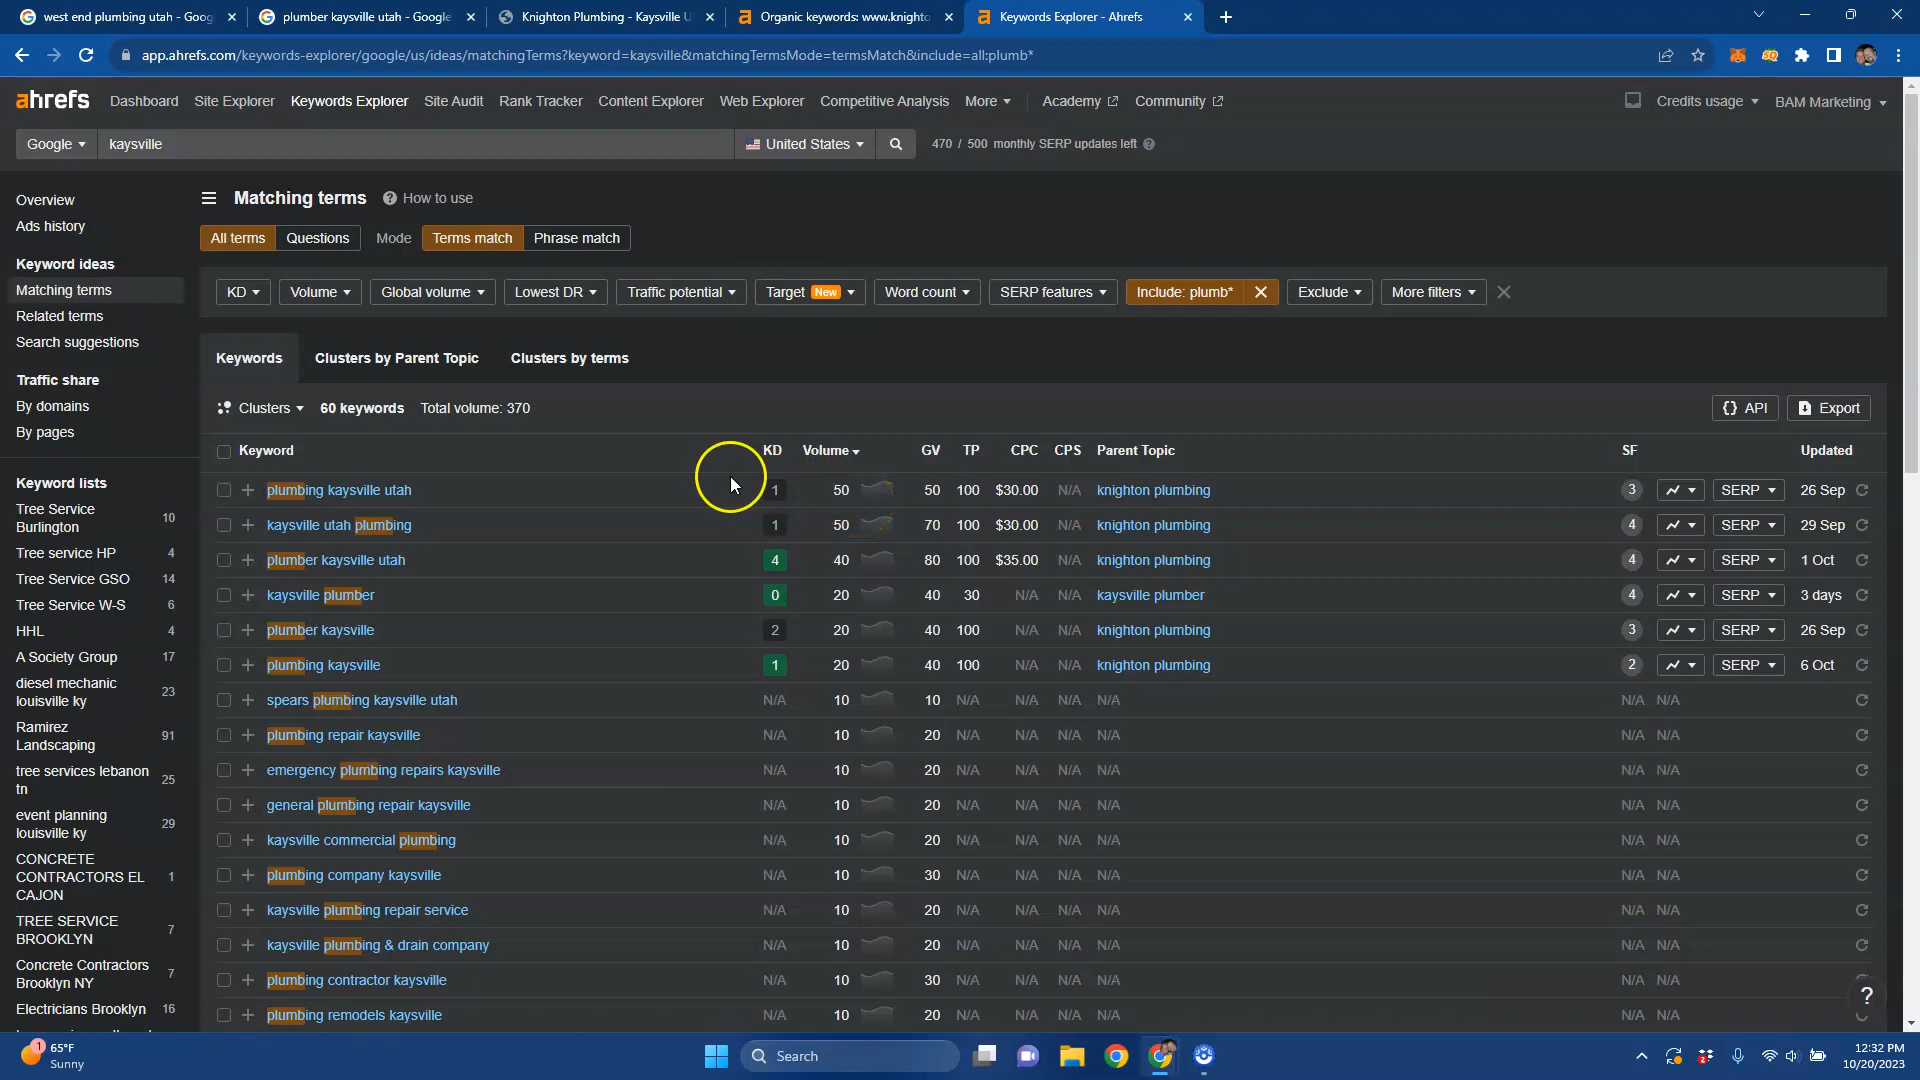 west end plumbing utah - Goog
plumber kaysville utah - Google
Knighton Plumbing - Kaysville U
Organic keywords: www.knighto
Keywords Explorer - Ahrefs
app.ahrefs.com/keywords-explorer/google/us/ideas/matchingTerms?keyword=kaysville&matchingTermsMode=termsMatch&include=all:plumb*
ahrefs Dashboard Site Explorer Keywords Explorer Site Audit Rank Tracker Content Explorer Web Explorer Competitive Analysis More Academy Community Credits usage BAM Marketing
Google kaysville United States 470 / 500 monthly SERP updates left ?
Overview
Ads history
Keyword ideas
Matching terms
Related terms
Search suggestions
Traffic share
By domains
By pages
Keyword lists
Tree Service Burlington 10
Tree service HP 4
Tree Service GSO 14
Tree Service W-S 6
HHL 4
A Society Group 17
diesel mechanic louisville ky 23
Ramirez Landscaping 91
tree services lebanon tn 25
event planning louisville ky 29
CONCRETE CONTRACTORS EL CAJON 1
TREE SERVICE BROOKLYN 7
Concrete Contractors Brooklyn NY 7
Electricians Brooklyn 16
Matching terms ? How to use
All terms Questions Mode Terms match Phrase match
KD Volume Global volume Lowest DR Traffic potential Target New Word count SERP features Include: plumb* Exclude More filters
Keywords Clusters by Parent Topic Clusters by terms
Clusters 60 keywords Total volume: 370 {} API Export
Keyword KD Volume GV TP CPC CPS Parent Topic SF Updated
plumbing kaysville utah 1 50 50 100 $30.00 N/A knighton plumbing 3 SERP 26 Sep
kaysville utah plumbing 1 50 70 100 $30.00 N/A knighton plumbing 4 SERP 29 Sep
plumber kaysville utah 4 40 80 100 $35.00 N/A knighton plumbing 4 SERP 1 Oct
kaysville plumber 0 20 40 30 N/A N/A kaysville plumber 4 SERP 3 days
plumber kaysville 2 20 40 100 N/A N/A knighton plumbing 3 SERP 26 Sep
plumbing kaysville 1 20 40 100 N/A N/A knighton plumbing 2 SERP 6 Oct
spears plumbing kaysville utah N/A 10 10 N/A N/A N/A N/A N/A N/A
plumbing repair kaysville N/A 10 20 N/A N/A N/A N/A N/A N/A
emergency plumbing repairs kaysville N/A 10 20 N/A N/A N/A N/A N/A N/A
general plumbing repair kaysville N/A 10 20 N/A N/A N/A N/A N/A N/A
kaysville commercial plumbing N/A 10 20 N/A N/A N/A N/A N/A N/A
plumbing company kaysville N/A 10 30 N/A N/A N/A N/A N/A N/A
kaysville plumbing repair service N/A 10 20 N/A N/A N/A N/A N/A N/A
kaysville plumbing & drain company N/A 10 20 N/A N/A N/A N/A N/A N/A
plumbing contractor kaysville N/A 10 30 N/A N/A N/A N/A N/A N/A
plumbing remodels kaysville N/A 10 20 N/A N/A N/A N/A N/A N/A
?
1 65°F
Sunny
Search
12:32 PM
10/20/2023